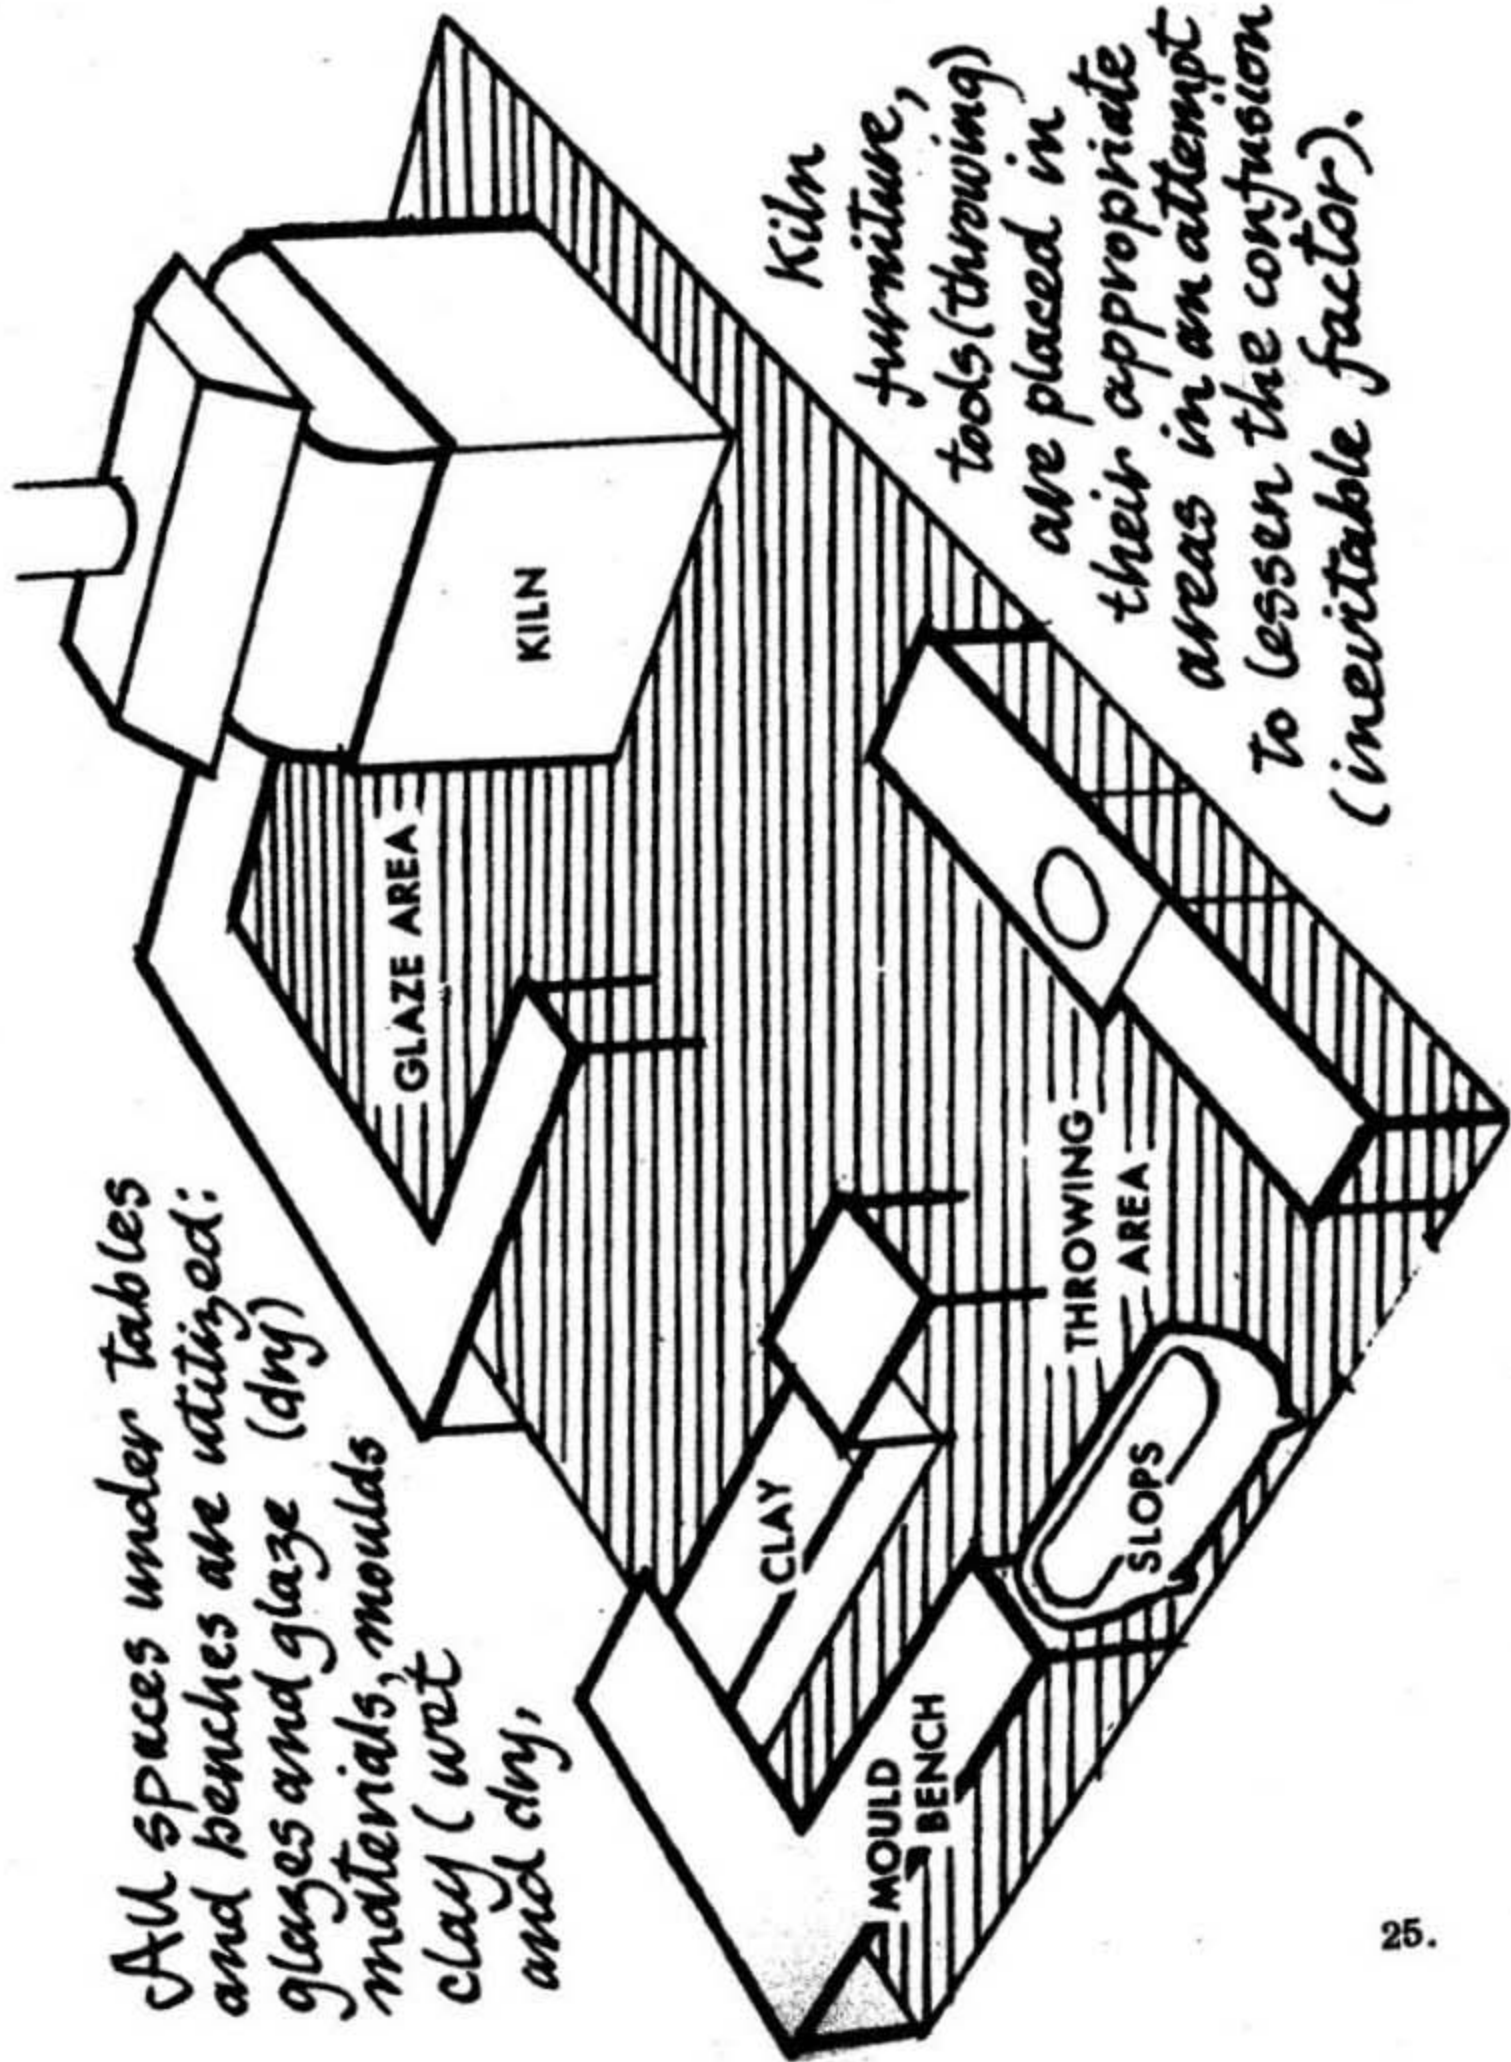 All spaces under tables
and benches are utilized:
glazes and glaze (dry)
materials, moulds
clay (wet
and dry,
Kiln
furniture,
tools (throwing)
are placed in
their appropriate
areas in an attempt
to lessen the confusion
(inevitable factor).
KILN
GLAZE AREA
CLAY
THROWING
AREA
SLOPS
MOULD
BENCH
25.